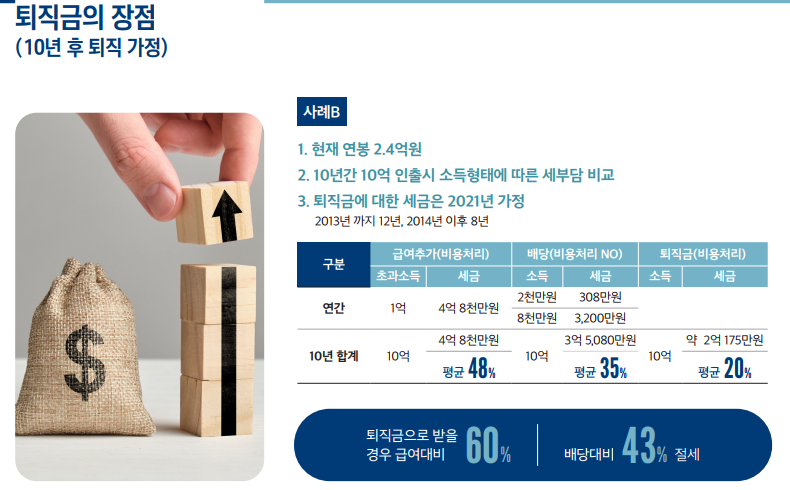 퇴직금의 장점
(10년 후 퇴직 가정)
사례B
1. 현재 연봉 2.4억원
2. 10년간 10억 인출시 소득형태에 따른 세부담 비교
3. 퇴직금에 대한 세금은 2021년 가정
2013년 까지 12년, 2014년 이후 8년
구분 급여추가(비용처리) 배당(비용처리 NO) 퇴직금(비용처리)
초과소득 세금 소득 세금 소득 세금
연간 1억 4억 8천만원 2천만원 308만원
8천만원 3,200만원
10년 합계 10억 4억 8천만원 10억 3억 5,080만원 10억 약 2억 175만원
평균 48% 평균 35% 평균 20%
퇴직금으로 받을
경우 급여대비 60% 배당대비 43% 절세
$